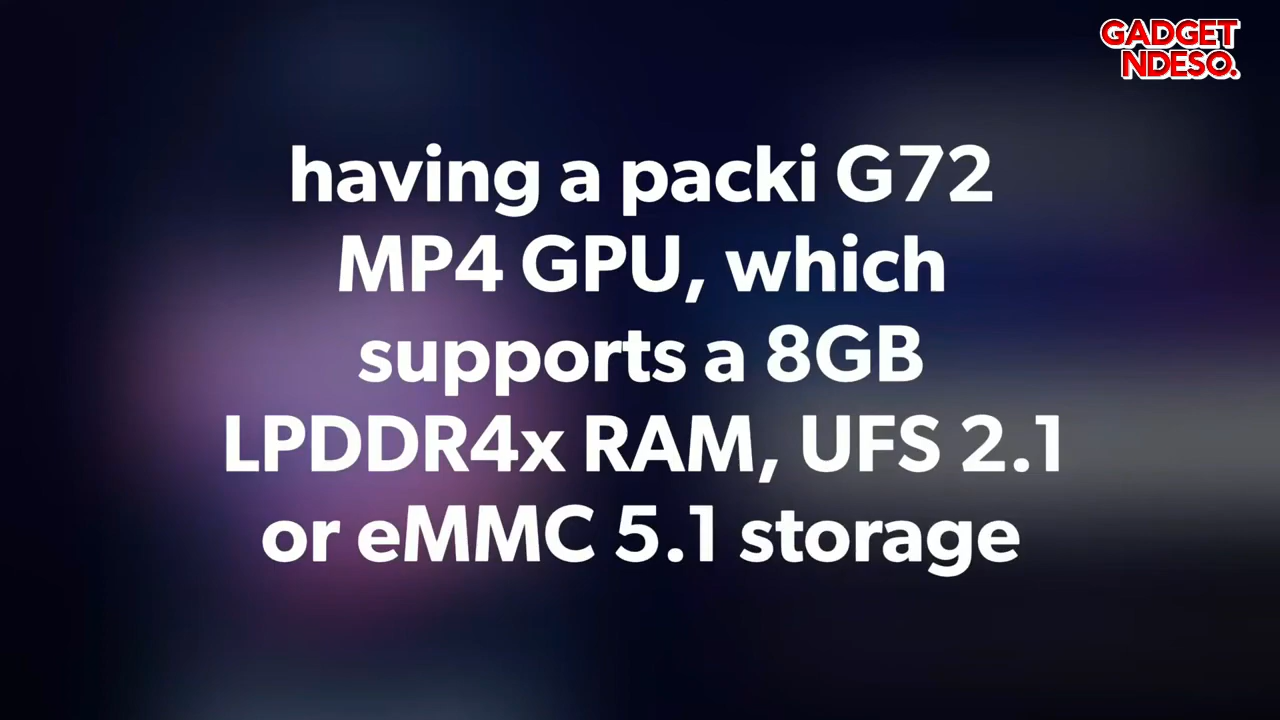 GADGET
NDESO.
having a packi G72
MP4 GPU, which
supports a 8GB
LPDDR4x RAM, UFS 2.1
or eMMC 5.1 storage